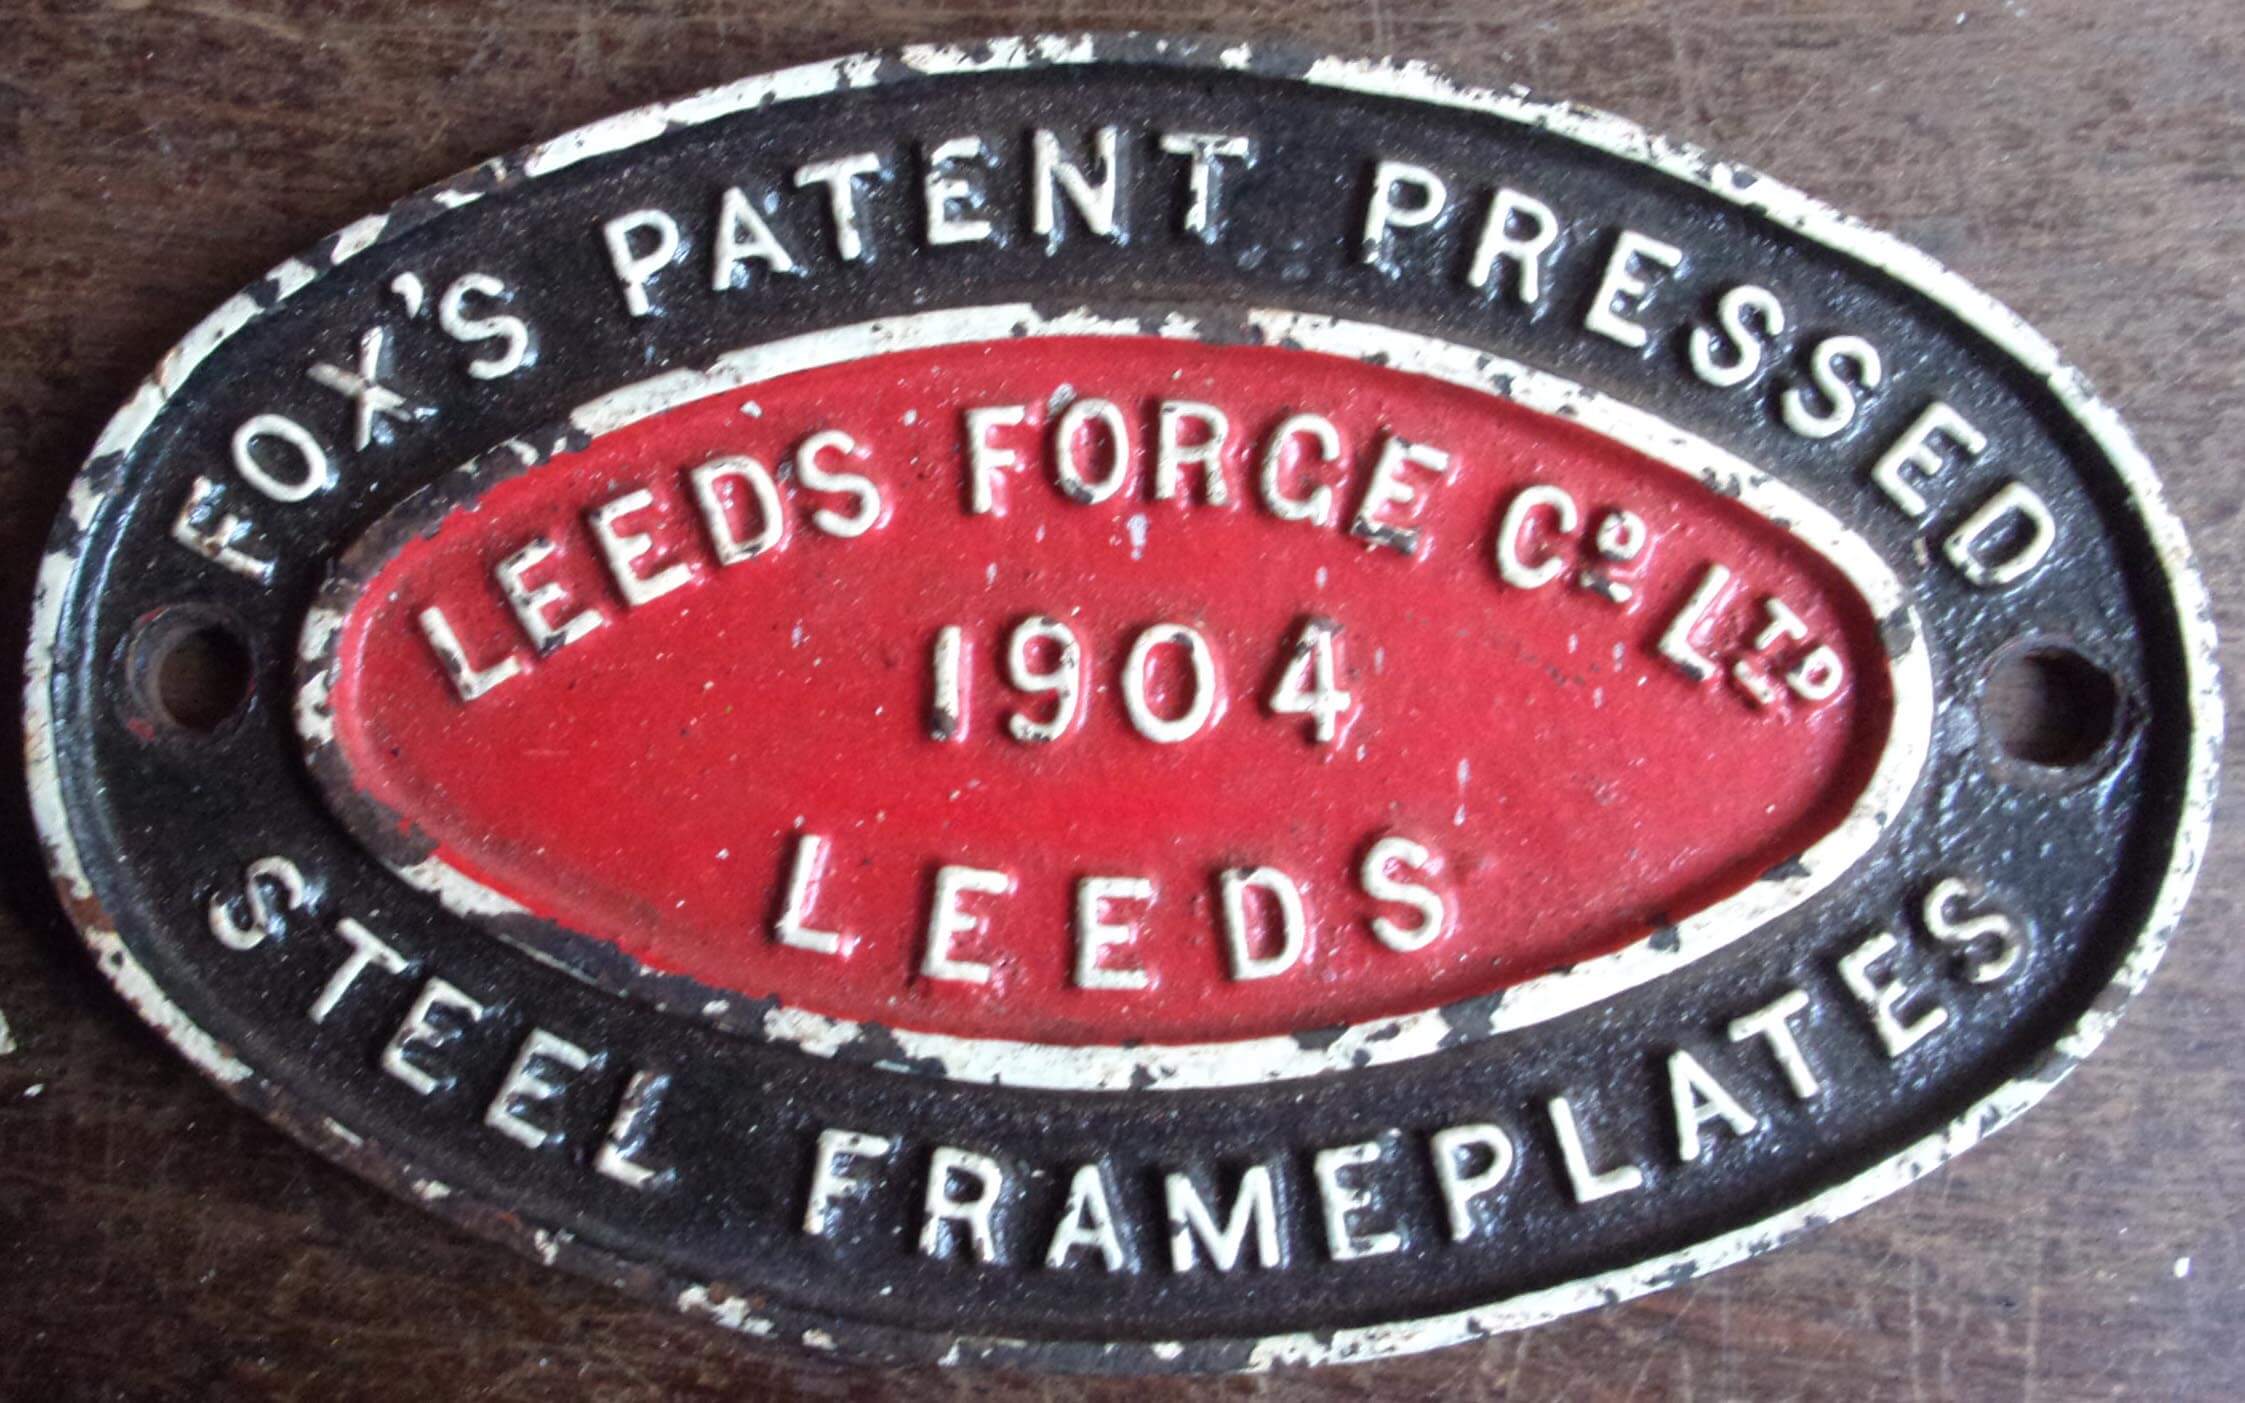 FOX'S PATENT PRESSED
LEEDS FORGE Cº LTD
1904
LEEDS
STEEL FRAMEPLATES